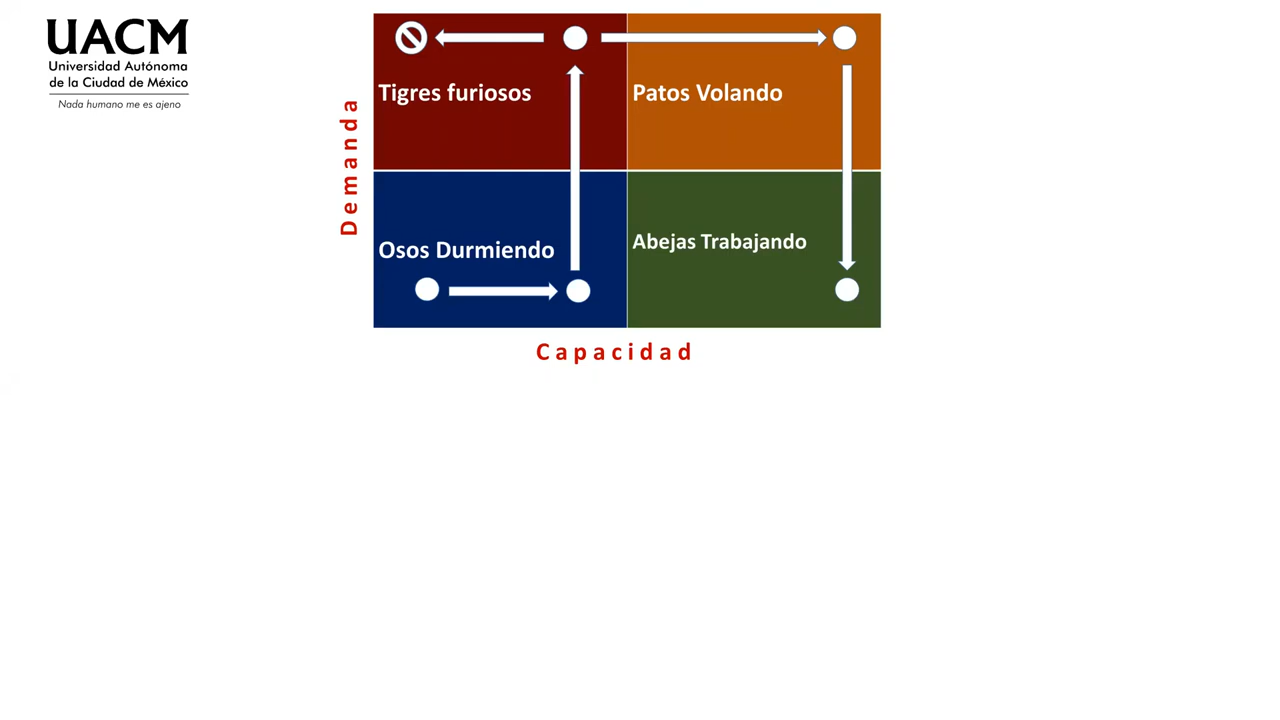 UACM
Universidad Autónoma
de la Ciudad de México
Nada humano me es ajeno
Demanda
Tigres furiosos
Patos Volando
Osos Durmiendo
Abejas Trabajando
Capacidad